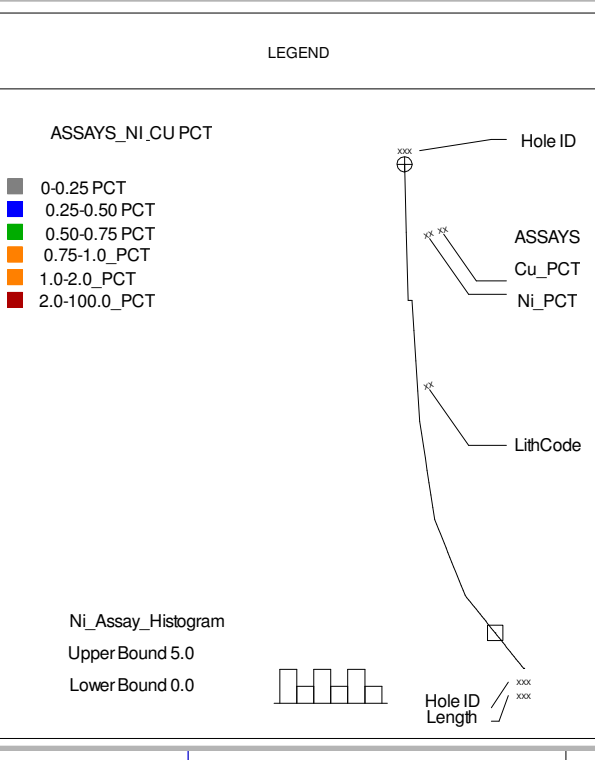 LEGEND
ASSAYS_NI_CU PCT
0-0.25 PCT
0.25-0.50 PCT
0.50-0.75 PCT
0.75-1.0_PCT
1.0-2.0_PCT
2.0-100.0_PCT
xxx
Hole ID
xx xx
ASSAYS
Cu_PCT
Ni_PCT
xx
LithCode
Ni_Assay_Histogram
Upper Bound 5.0
Lower Bound 0.0
xxx
Hole ID
xxx
Length